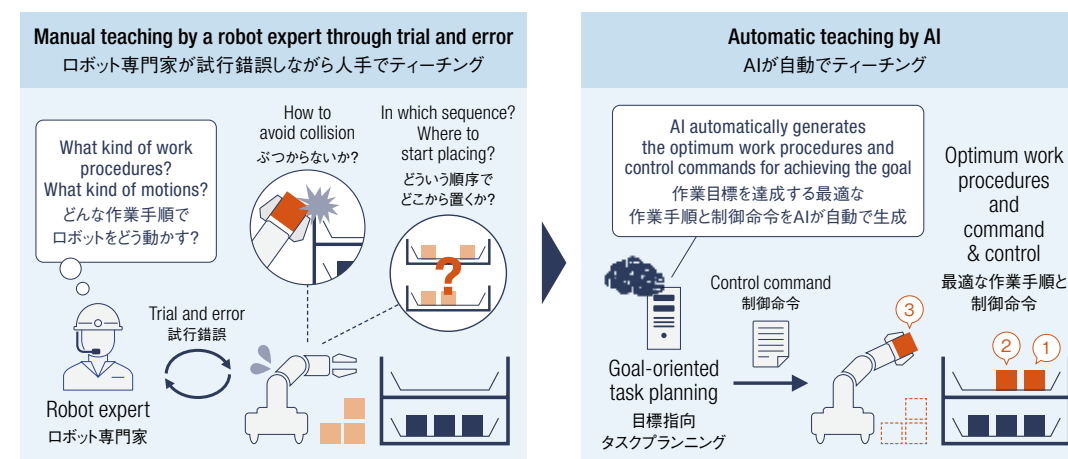 Manual teaching by a robot expert through trial and error
ロボット専門家が試行錯誤しながら人手でティーチング
What kind of work
procedures?
What kind of motions?
どんな作業手順で
ロボットをどう動かす?
How to
avoid collision
ぶつからないか?
In which sequence?
Where to
start placing?
どういう順序で
どこから置くか?
?
Trial and error
試行錯誤
Robot expert
ロボット専門家
Automatic teaching by AI
AIが自動でティーチング
AI automatically generates
the optimum work procedures and
control commands for achieving the goal
作業目標を達成する最適な
作業手順と制御命令をAIが自動で生成
Control command
制御命令
Goal-oriented
task planning
目標指向
タスクプランニング
Optimum work
procedures
and
command
& control
最適な作業手順と
制御命令
3
2
1